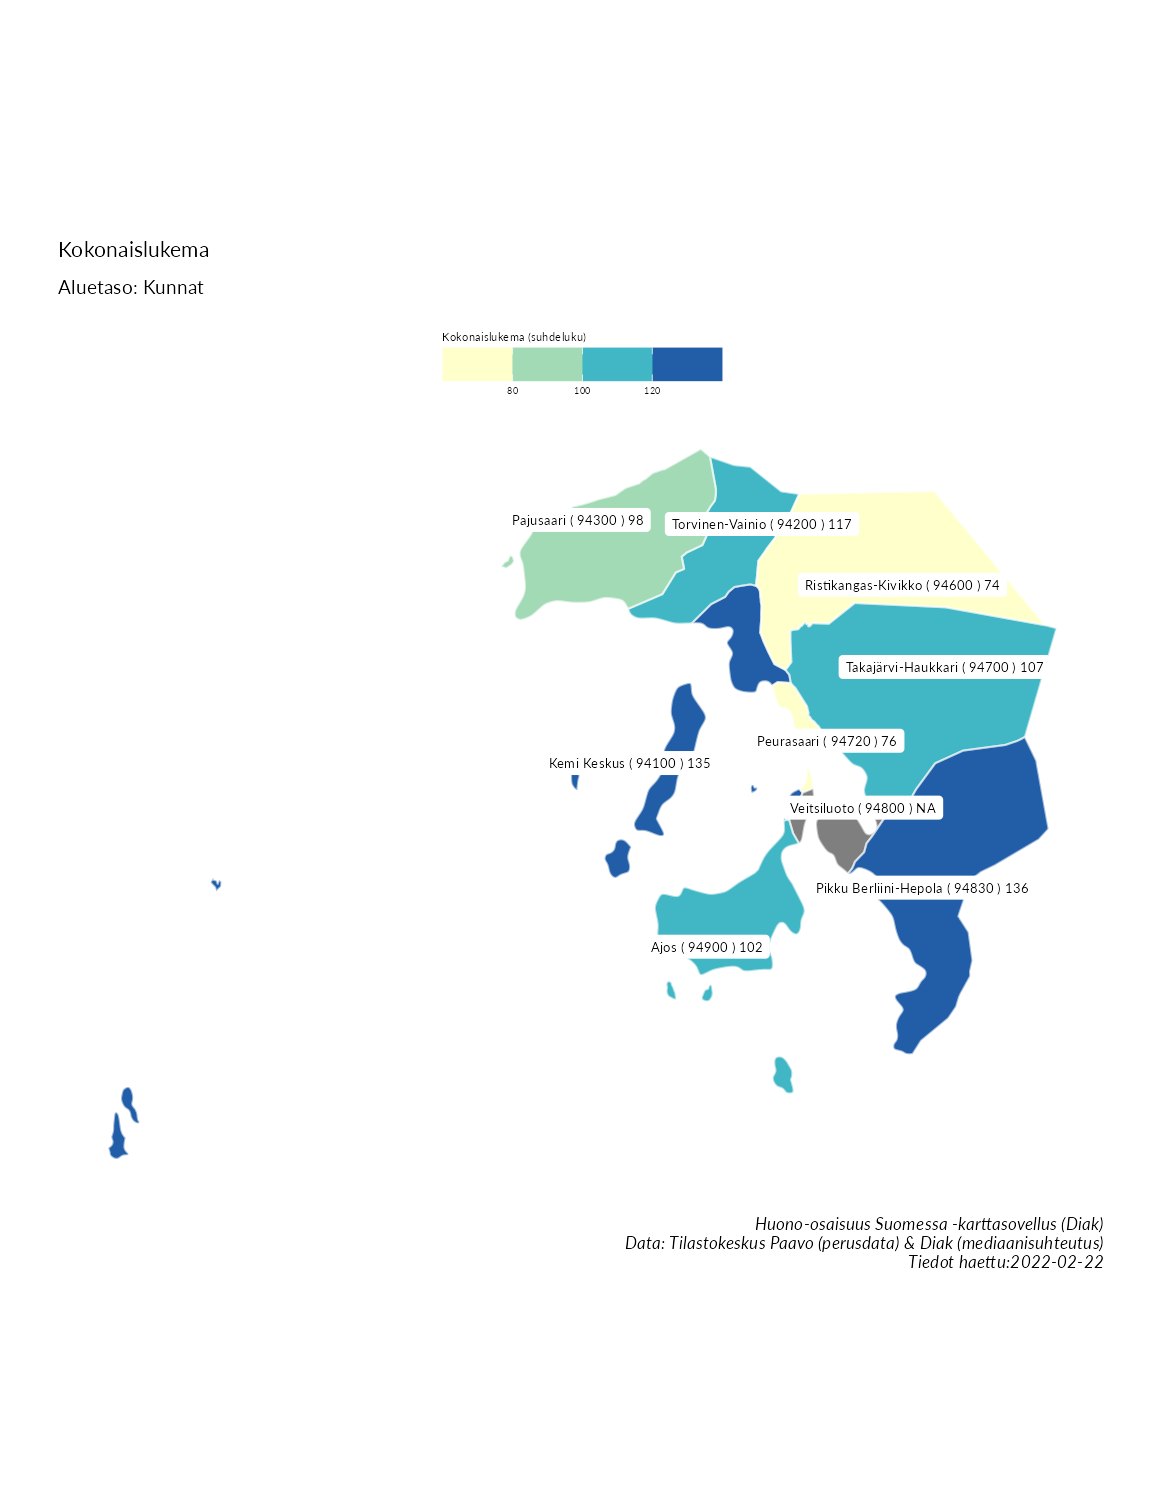 Kokonaislukema
Aluetaso: Kunnat
Kokonaislukema (suhdeluku)
80 100 120
Pajusaari ( 94300 ) 98
Torvinen-Vainio ( 94200 ) 117
Ristikangas-Kivikko ( 94600 ) 74
Takajärvi-Haukkari ( 94700 ) 107
Peurasaari ( 94720 ) 76
Kemi Keskus ( 94100 ) 135
Veitsiluoto ( 94800 ) NA
Pikku Berliini-Hepola ( 94830 ) 136
Ajos ( 94900 ) 102
Huono-osaisuus Suomessa -karttasovellus (Diak)
Data: Tilastokeskus Paavo (perusdata) & Diak (mediaanisuhteutus)
Tiedot haettu:2022-02-22